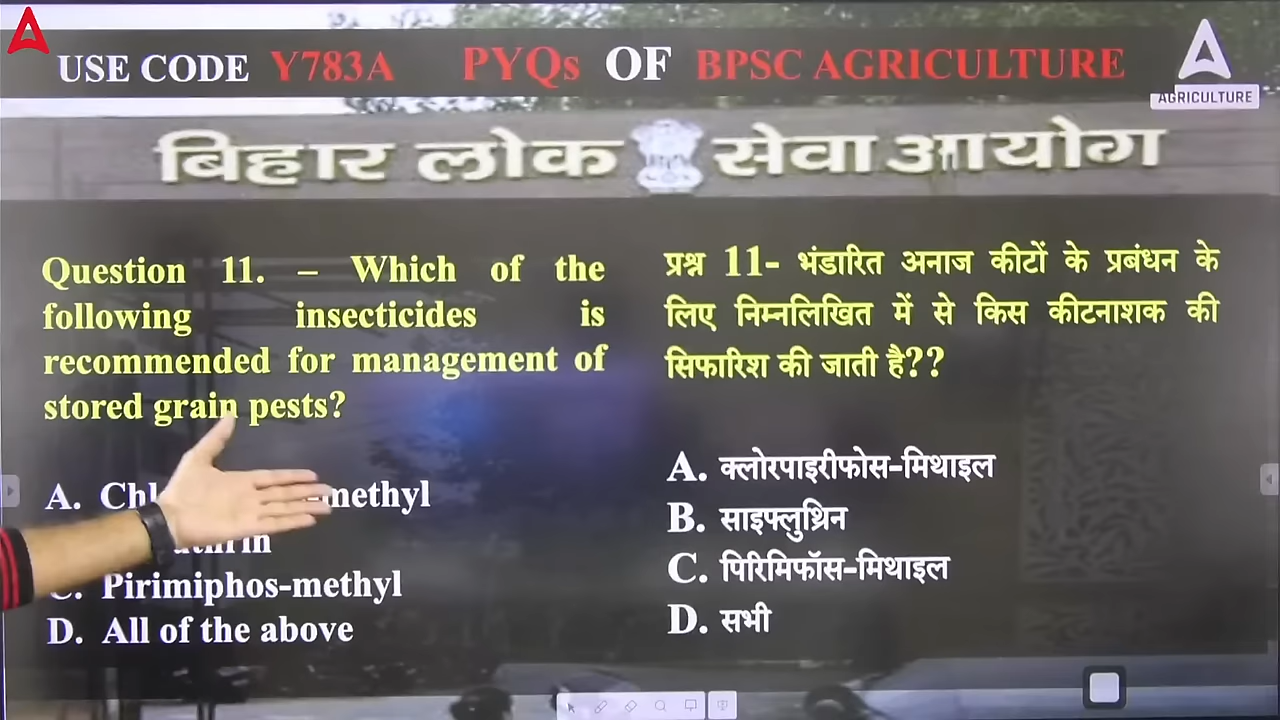 USE CODE Y783A PYQs OF BPSC AGRICULTURE
AGRICULTURE
बिहार लोक सेवा आयोग
Question 11. – Which of the
following insecticides is
recommended for management of
stored grain pests?
A. methyl
C. Pirimiphos-methyl
D. All of the above
प्रश्न 11- भंडारित अनाज कीटों के प्रबंधन के
लिए निम्नलिखित में से किस कीटनाशक की
सिफारिश की जाती है??
A. क्लोरपाइरीफोस-मिथाइल
B. साइफ्लुथ्रिन
C. पिरिमिफॉस-मिथाइल
D. सभी